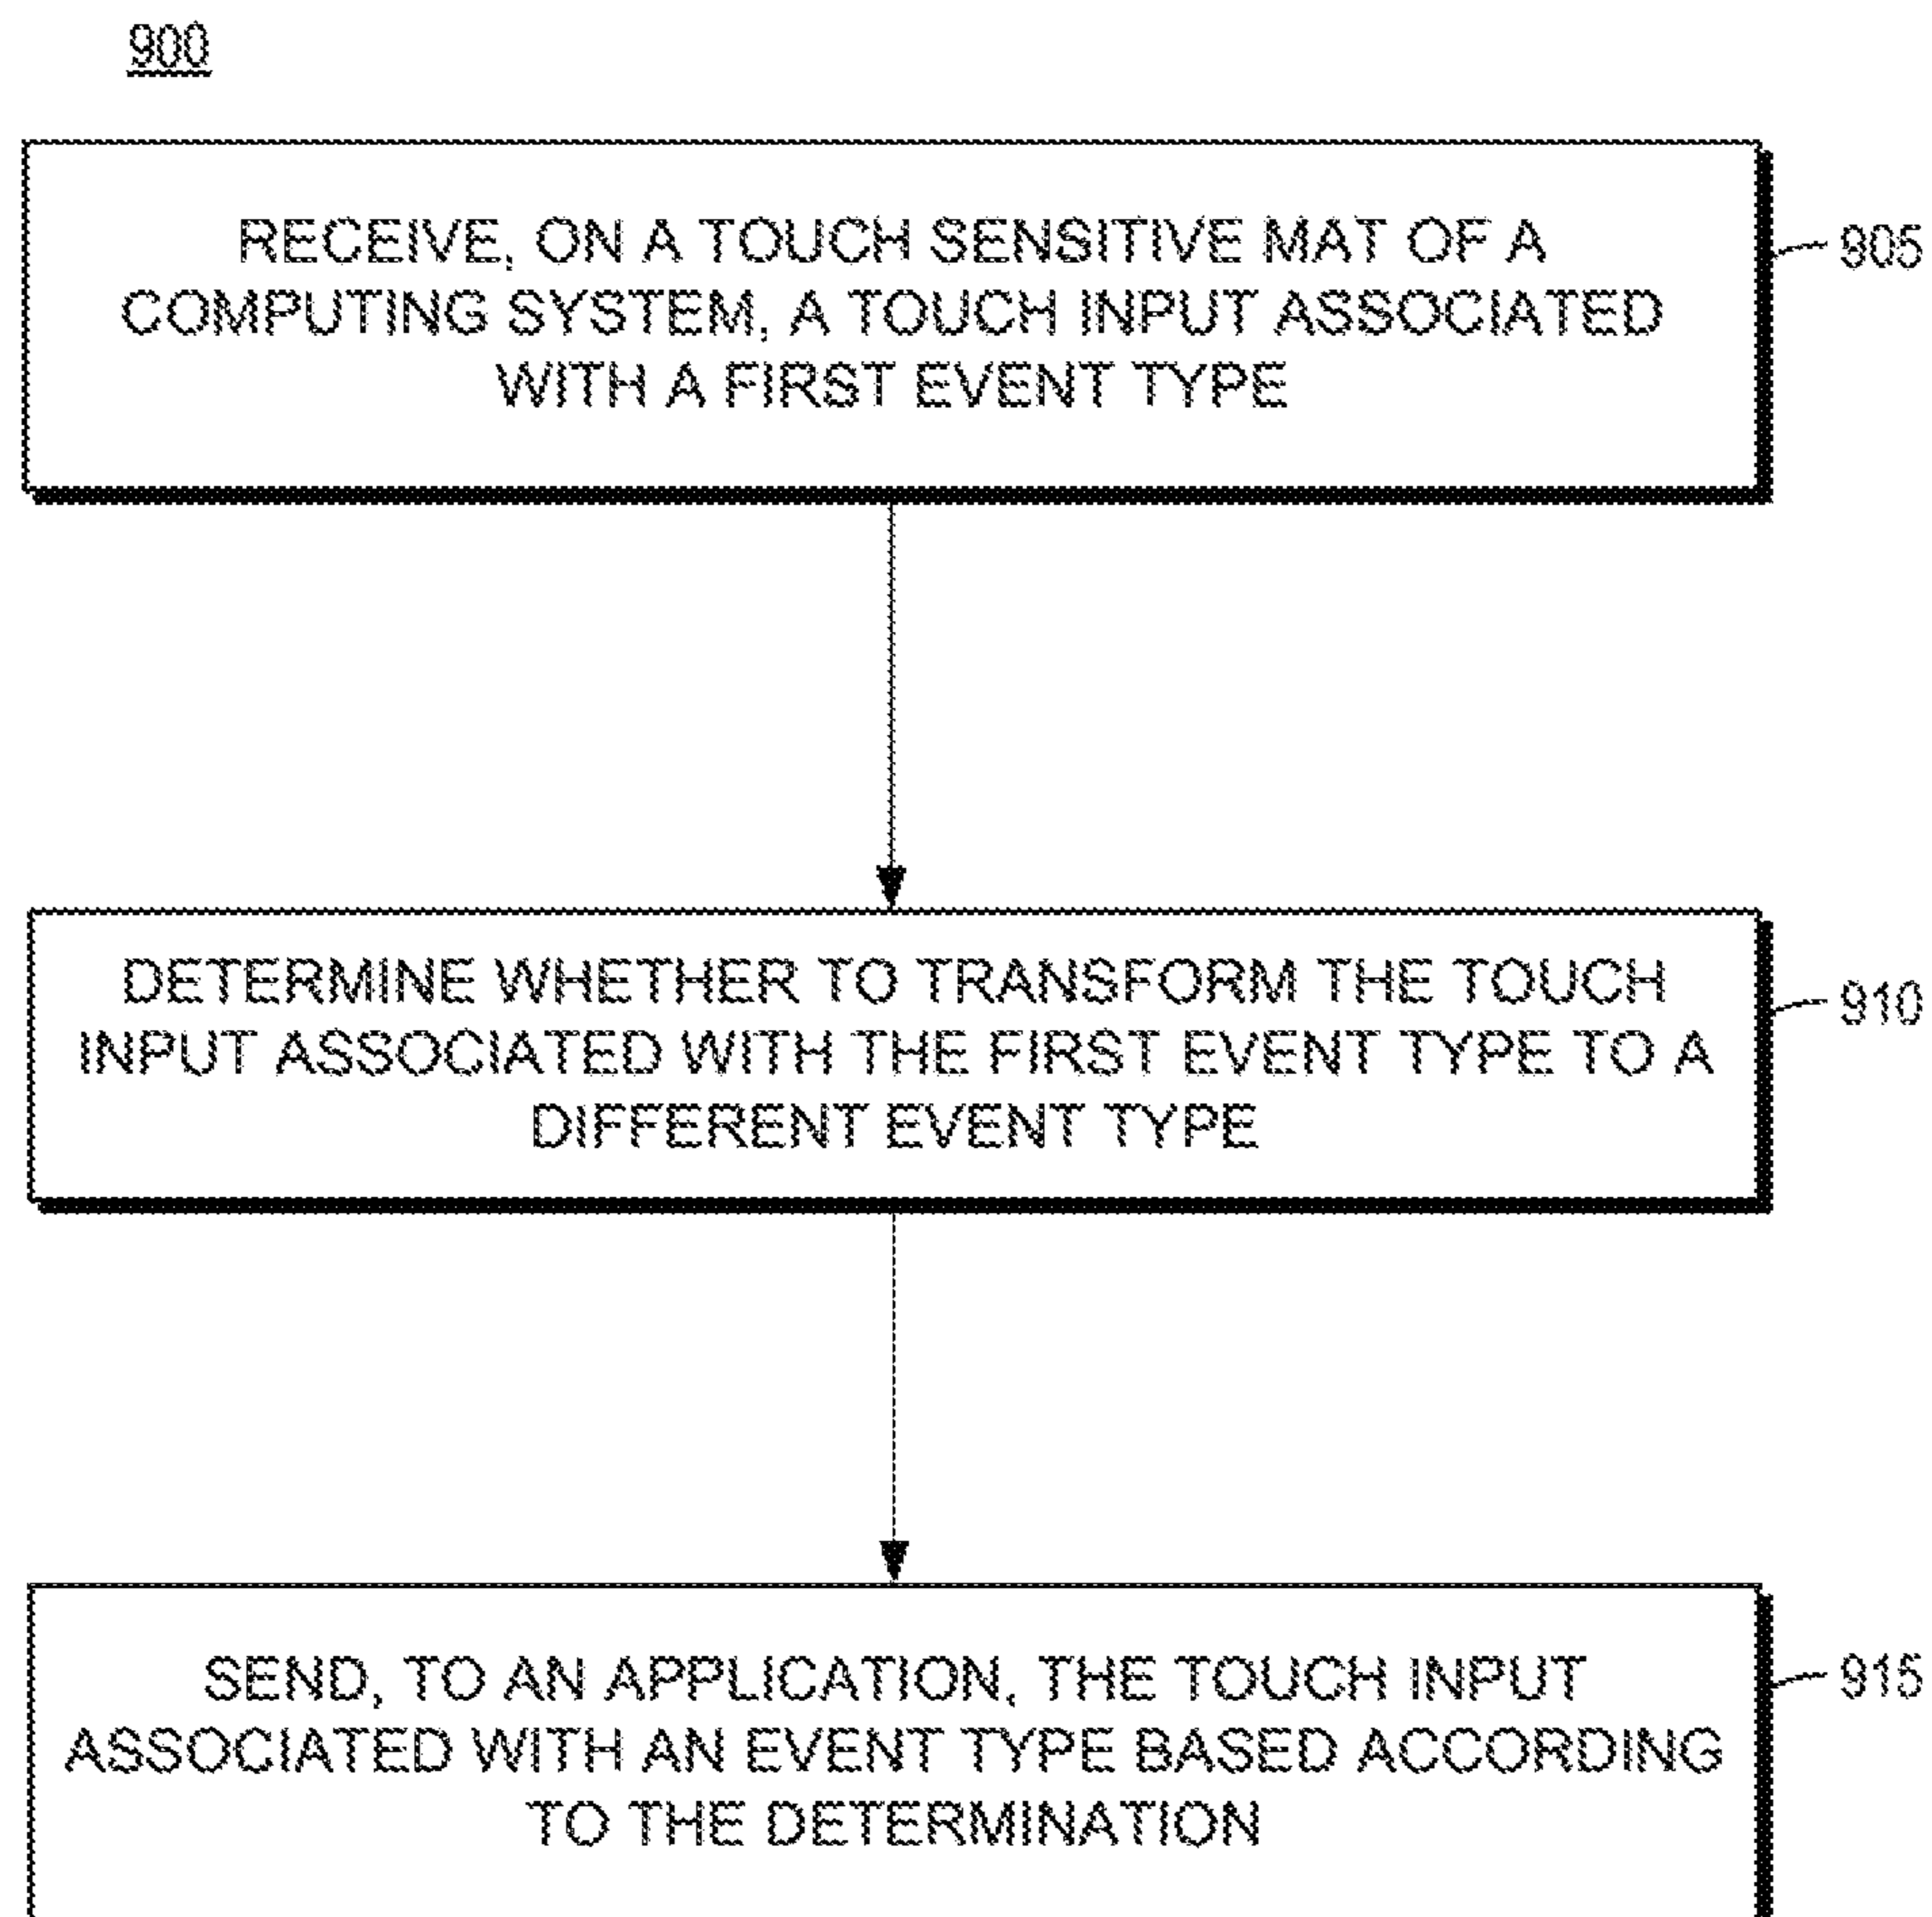 900
RECEIVE, ON A TOUCH SENSITIVE MAT OF A
COMPUTING SYSTEM, A TOUCH INPUT ASSOCIATED
WITH A FIRST EVENT TYPE
905
DETERMINE WHETHER TO TRANSFORM THE TOUCH
INPUT ASSOCIATED WITH THE FIRST EVENT TYPE TO A
DIFFERENT EVENT TYPE
910
SEND, TO AN APPLICATION, THE TOUCH INPUT
ASSOCIATED WITH AN EVENT TYPE BASED ACCORDING
TO THE DETERMINATION
915